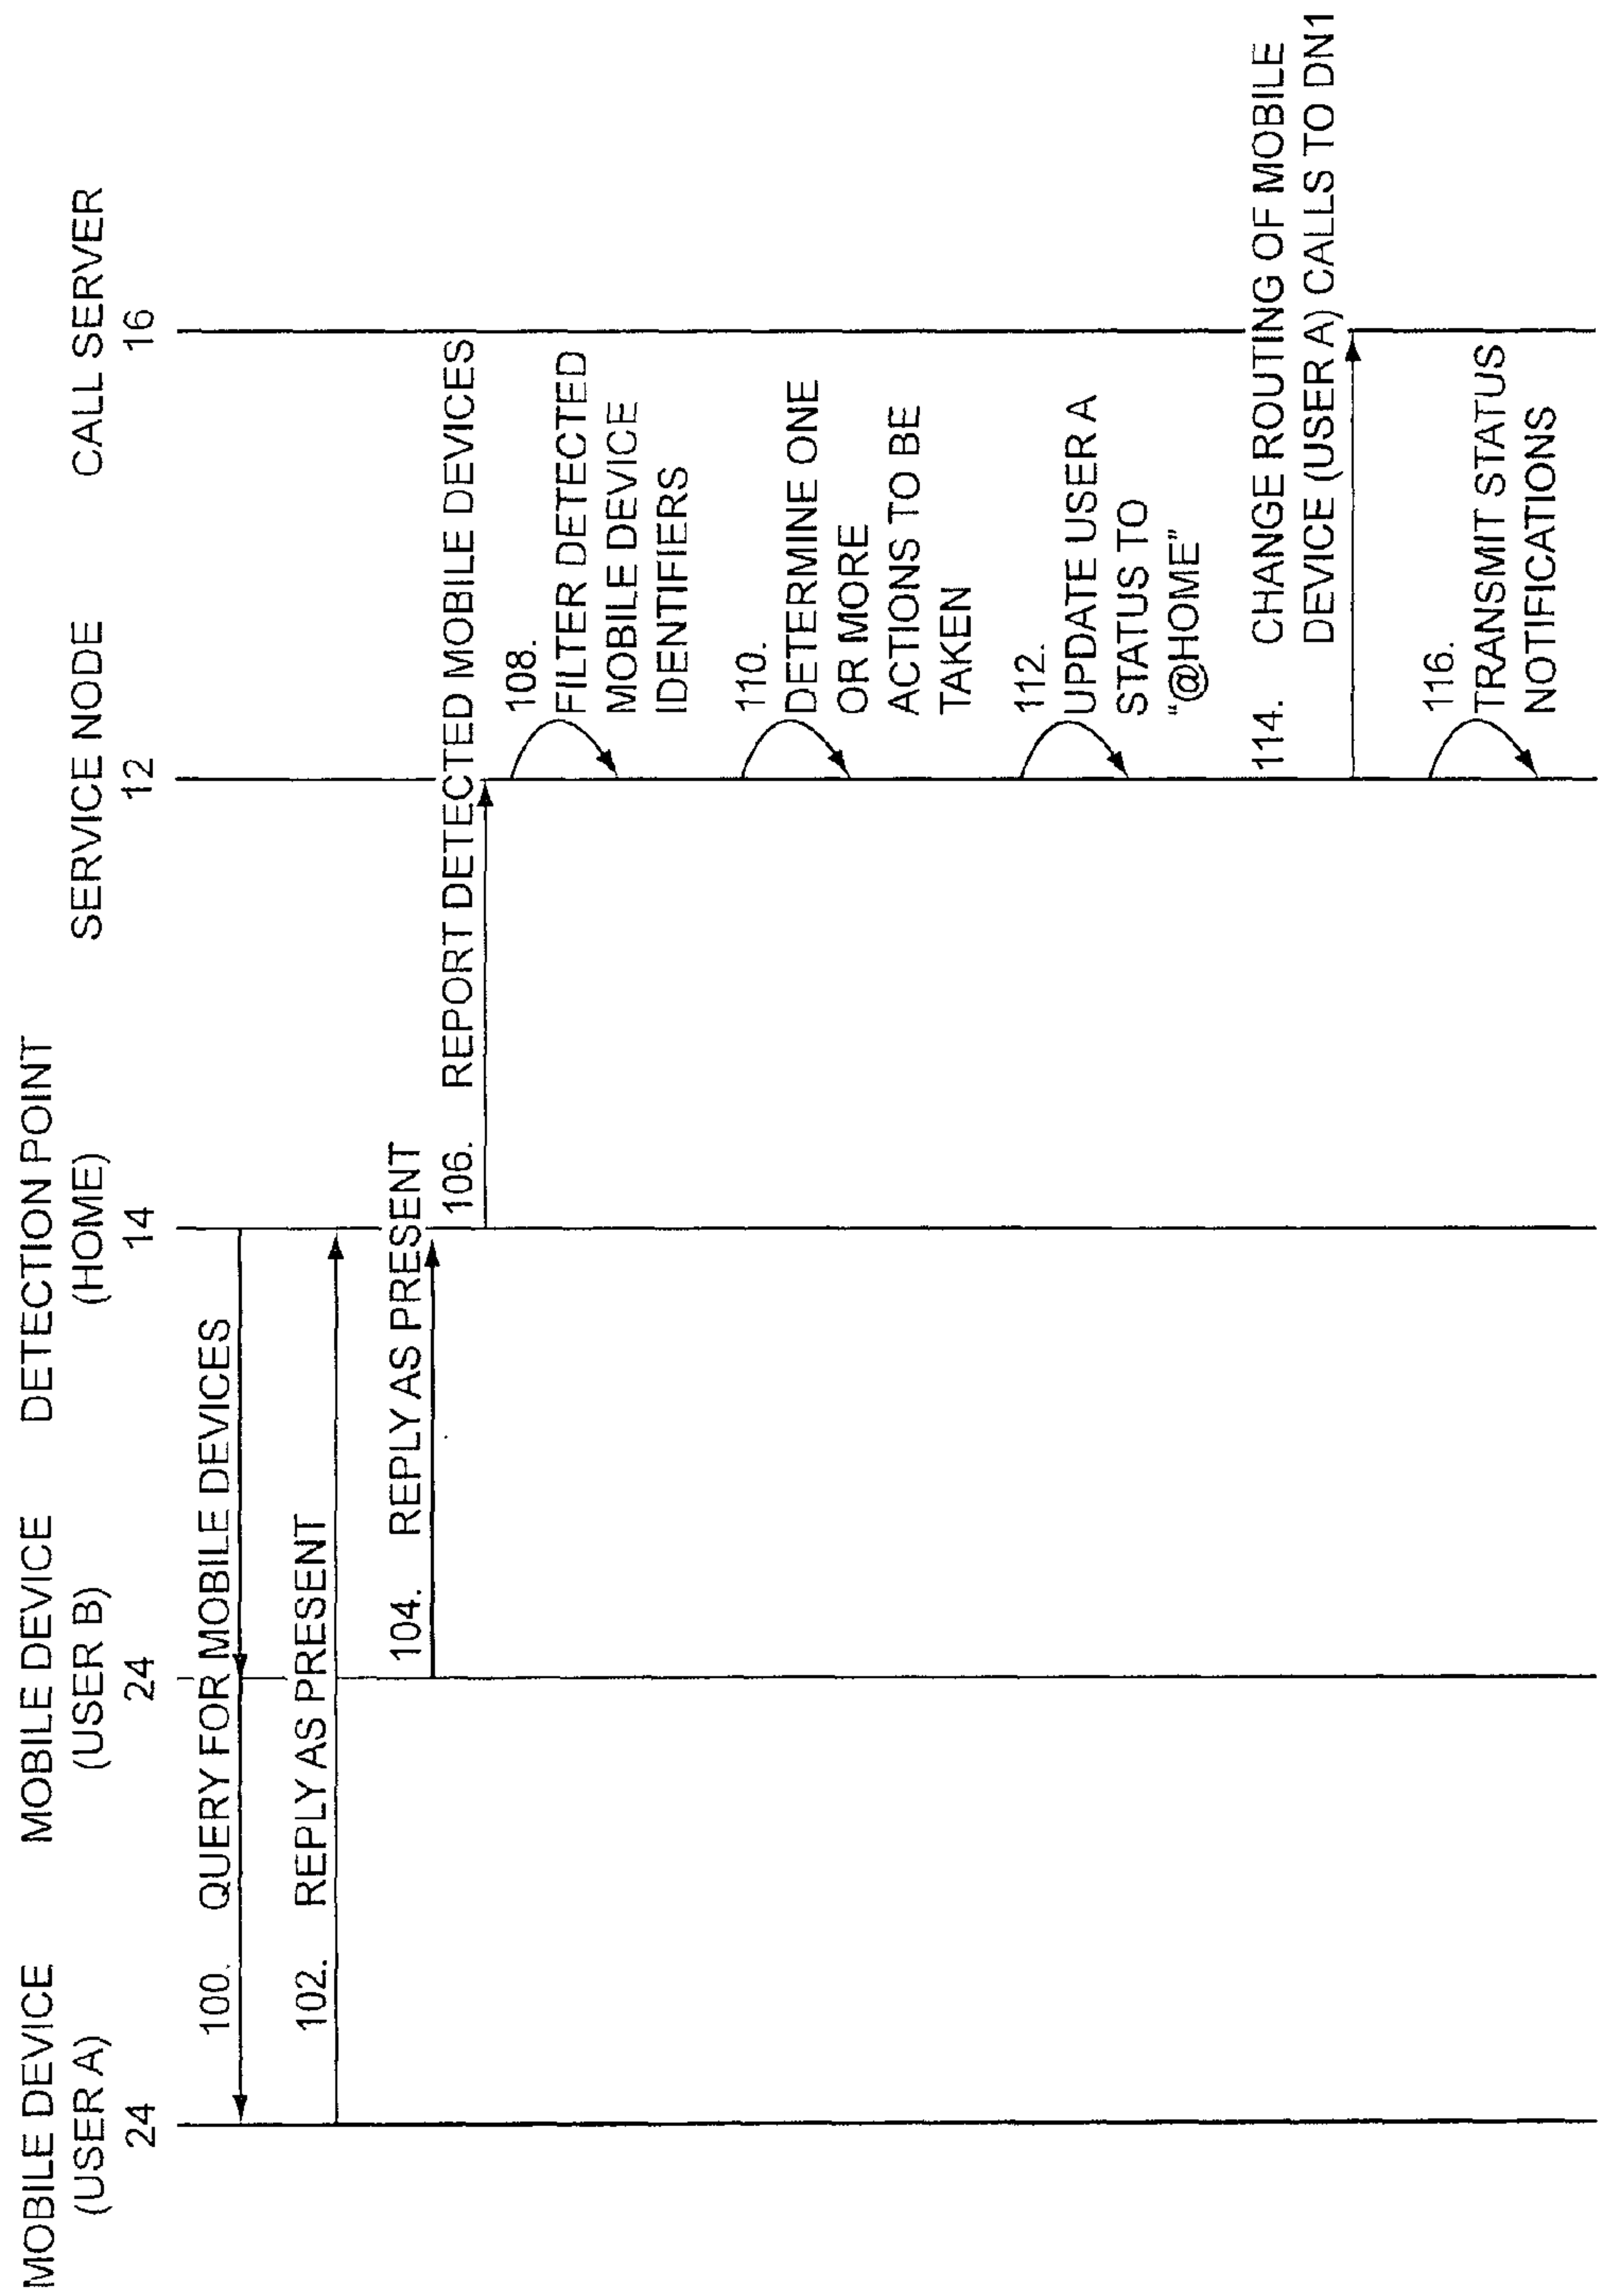 MOBILE DEVICE
(USER A)
24
MOBILE DEVICE
(USER B)
24
DETECTION POINT
(HOME)
14
SERVICE NODE
12
CALL SERVER
16
100. QUERY FOR MOBILE DEVICES
102. REPLY AS PRESENT
104. REPLY AS PRESENT
106. REPORT DETECTED MOBILE DEVICES
108.
FILTER DETECTED
MOBILE DEVICE
IDENTIFIERS
110.
DETERMINE ONE
OR MORE
ACTIONS TO BE
TAKEN
112.
UPDATE USER A
STATUS TO
"@HOME"
114. CHANGE ROUTING OF MOBILE
DEVICE (USER A) CALLS TO DN1
116.
TRANSMIT STATUS
NOTIFICATIONS